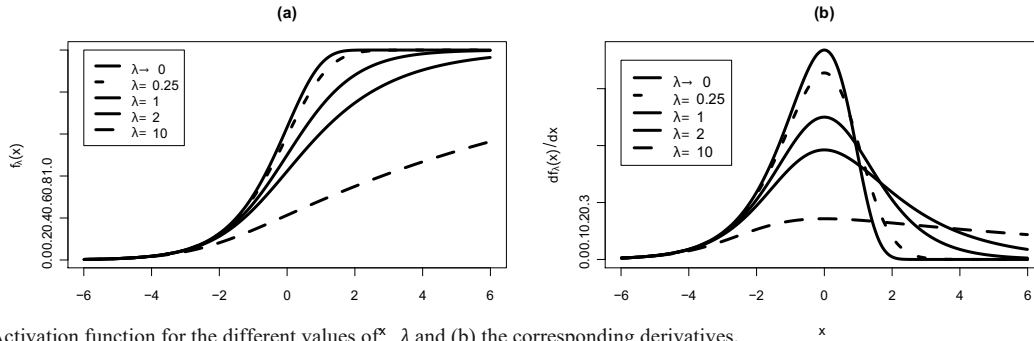 (a)
λ→ 0
λ= 0.25
λ= 1
λ= 2
λ= 10
fλ(x)
0.00.20.40.60.81.0
−6 −4 −2 0 2 4 6
x
(b)
λ→ 0
λ= 0.25
λ= 1
λ= 2
λ= 10
dfλ(x)/dx
0.00.10.20.3
−6 −4 −2 0 2 4 6
x
Activation function for the different values of λ and (b) the corresponding derivatives.